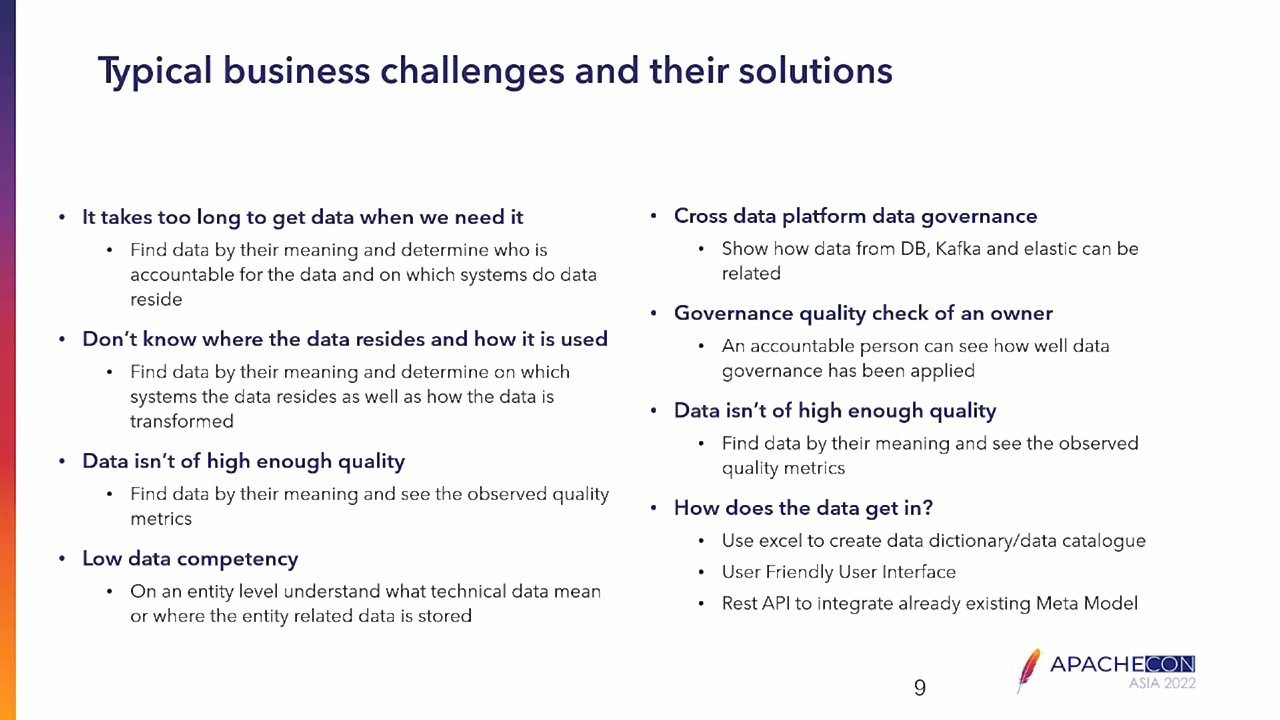 Typical business challenges and their solutions
• It takes too long to get data when we need it
• Find data by their meaning and determine who is
accountable for the data and on which systems do data
reside
• Don't know where the data resides and how it is used
• Find data by their meaning and determine on which
systems the data resides as well as how the data is
transformed
• Data isn't of high enough quality
• Find data by their meaning and see the observed quality
metrics
• Low data competency
• On an entity level understand what technical data mean
or where the entity related data is stored
• Cross data platform data governance
• Show how data from DB, Kafka and elastic can be
related
• Governance quality check of an owner
• An accountable person can see how well data
governance has been applied
• Data isn't of high enough quality
• Find data by their meaning and see the observed
quality metrics
• How does the data get in?
• Use excel to create data dictionary/data catalogue
• User Friendly User Interface
• Rest API to integrate already existing Meta Model
9
APACHECON
ASIA 2022